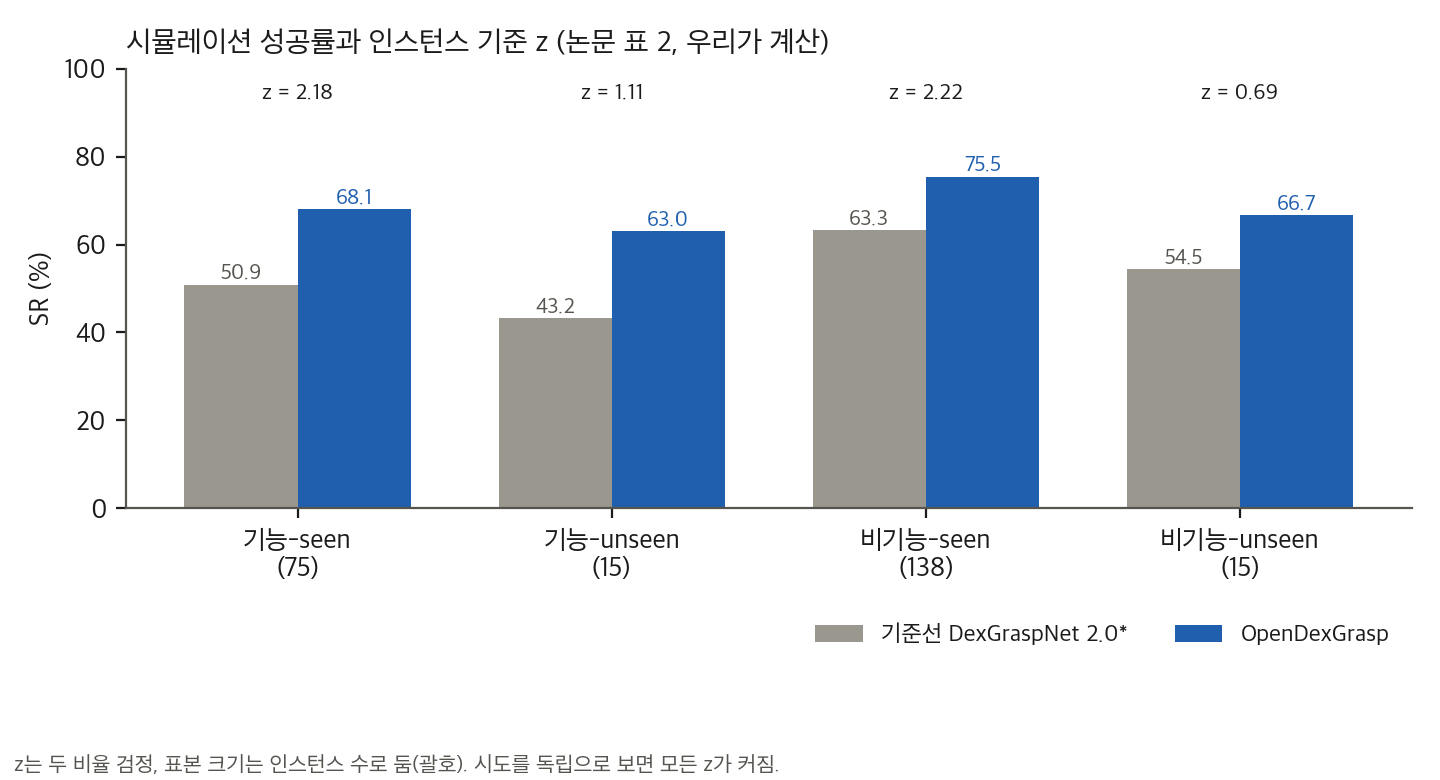 시뮬레이션 성공률과 인스턴스 기준 z (논문 표 2, 우리가 계산)
100
80
60
40
20
0
SR (%)
z = 2.18
z = 1.11
z = 2.22
z = 0.69
50.9
68.1
43.2
63.0
63.3
75.5
54.5
66.7
기능-seen
(75)
기능-unseen
(15)
비기능-seen
(138)
비기능-unseen
(15)
기준선 DexGraspNet 2.0*
OpenDexGrasp
z는 두 비율 검정, 표본 크기는 인스턴스 수로 둠(괄호). 시도를 독립으로 보면 모든 z가 커짐.